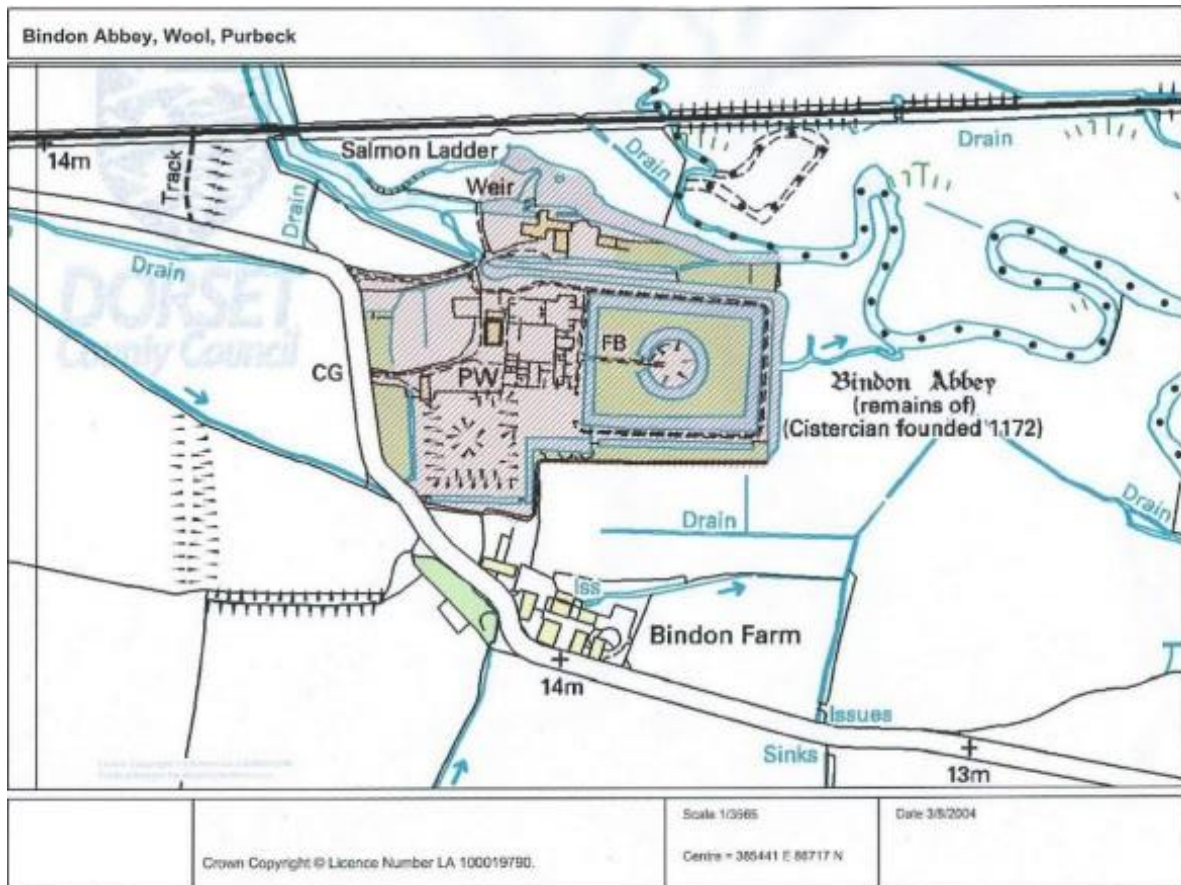 Bindon Abbey, Wool, Purbeck
14m
Track
Salmon Ladder
Weir
Drain
Drain
Drain
Drain
DORSET
County Council
CG
PW
FB
Bindon Abbey
(remains of)
(Cistercian founded 1172)
Drain
Drain
Iss
Bindon Farm
14m
Issues
Sinks
13m
Crown Copyright © Licence Number LA 100019790.
Scale 1/3665
Centre = 385441 E 86717 N
Date 3/8/2004